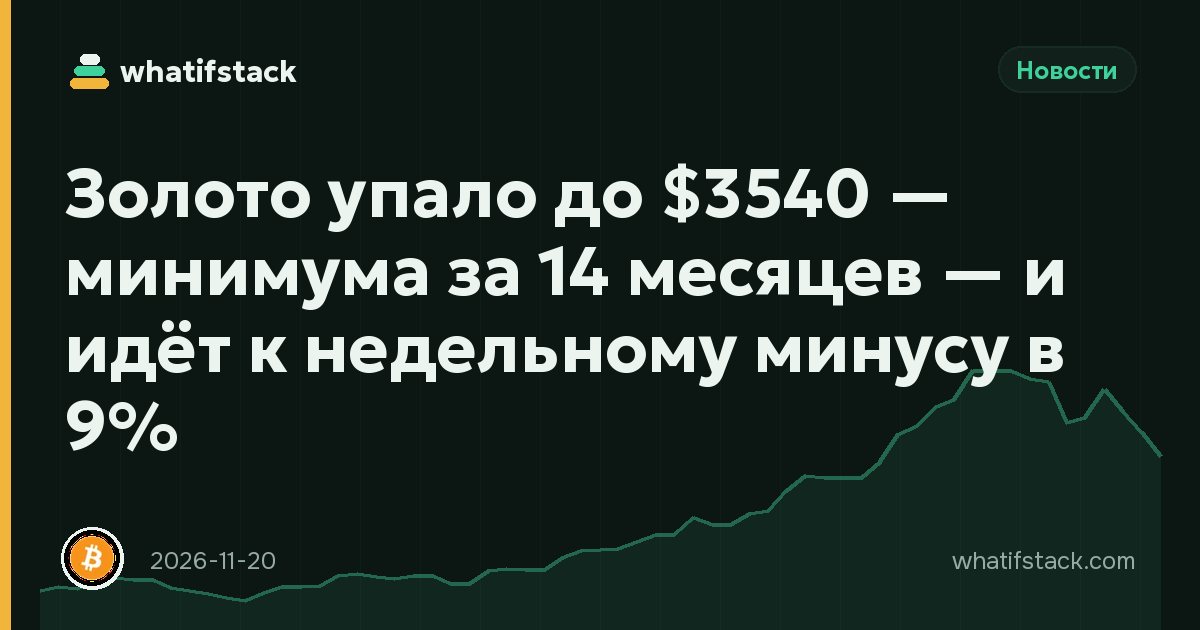 whatifstack
Новости
Золото упало до $3540 —
минимума за 14 месяцев — и
идёт к недельному минусу в
9%
2026-11-20
whatifstack.com